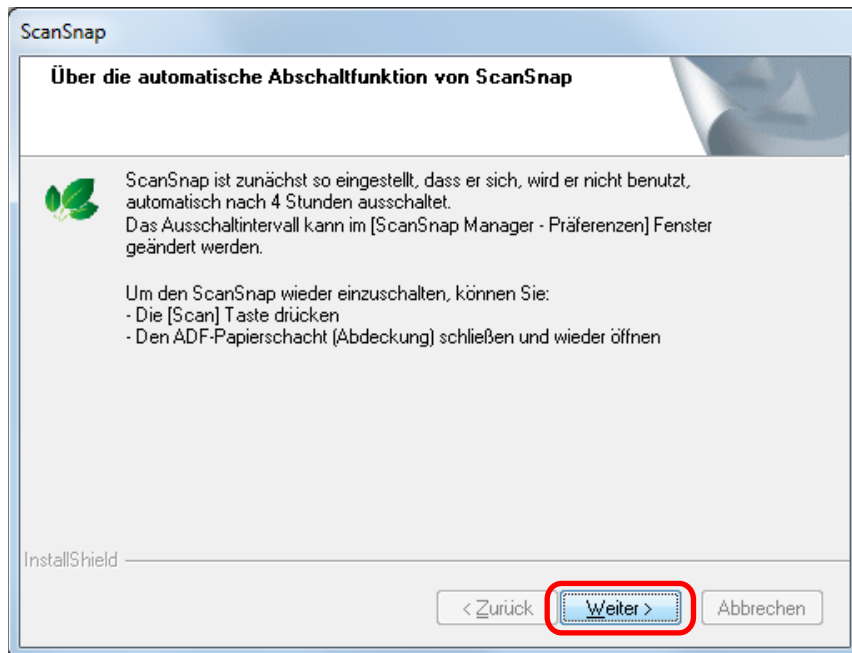 ScanSnap
Über die automatische Abschaltfunktion von ScanSnap
ScanSnap ist zunächst so eingestellt, dass er sich, wird er nicht benutzt,
automatisch nach 4 Stunden ausschaltet.
Das Ausschaltintervall kann im [ScanSnap Manager - Präferenzen] Fenster
geändert werden.
Um den ScanSnap wieder einzuschalten, können Sie:
- Die [Scan] Taste drücken
- Den ADF-Papierschacht (Abdeckung) schließen und wieder öffnen
InstallShield
< Zurück Weiter > Abbrechen